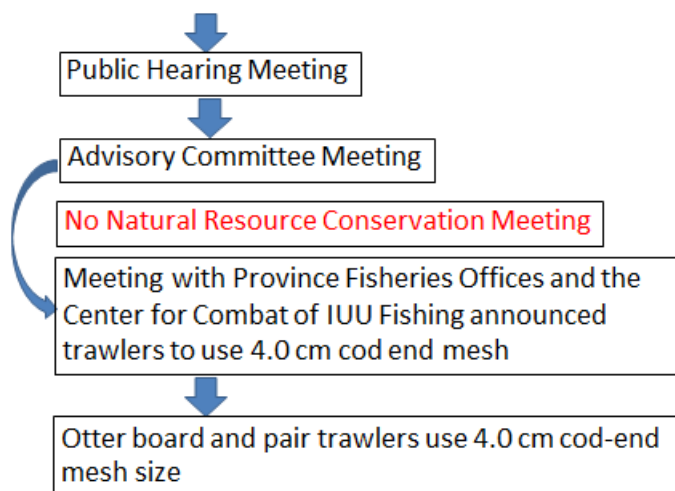 Public Hearing Meeting
Advisory Committee Meeting
No Natural Resource Conservation Meeting
Meeting with Province Fisheries Offices and the
Center for Combat of IUU Fishing announced
trawlers to use 4.0 cm cod end mesh
Otter board and pair trawlers use 4.0 cm cod-end
mesh size